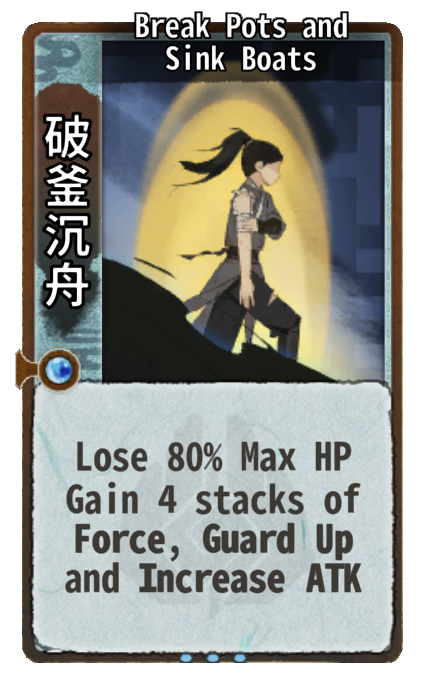 Break Pots and
Sink Boats
破釜沉舟
Lose 80% Max HP
Gain 4 stacks of
Force, Guard Up
and Increase ATK